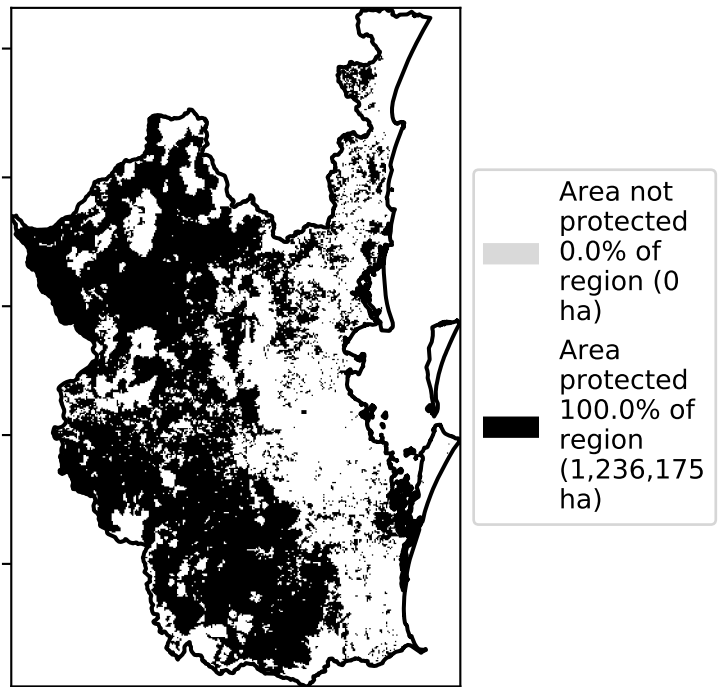 Area not
protected
0.0% of
region (0
ha)
Area
protected
100.0% of
region
(1,236,175
ha)